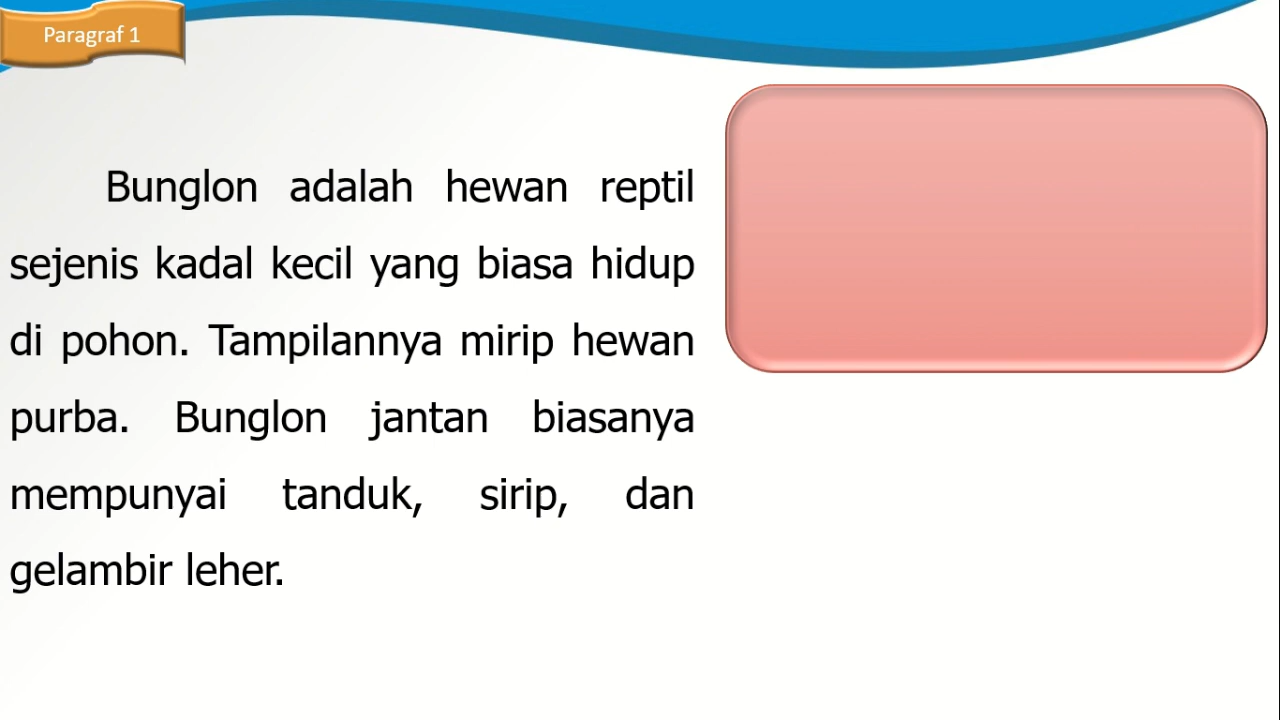 Paragraf 1
Bunglon adalah hewan reptil
sejenis kadal kecil yang biasa hidup
di pohon. Tampilannya mirip hewan
purba. Bunglon jantan biasanya
mempunyai tanduk, sirip, dan
gelambir leher.